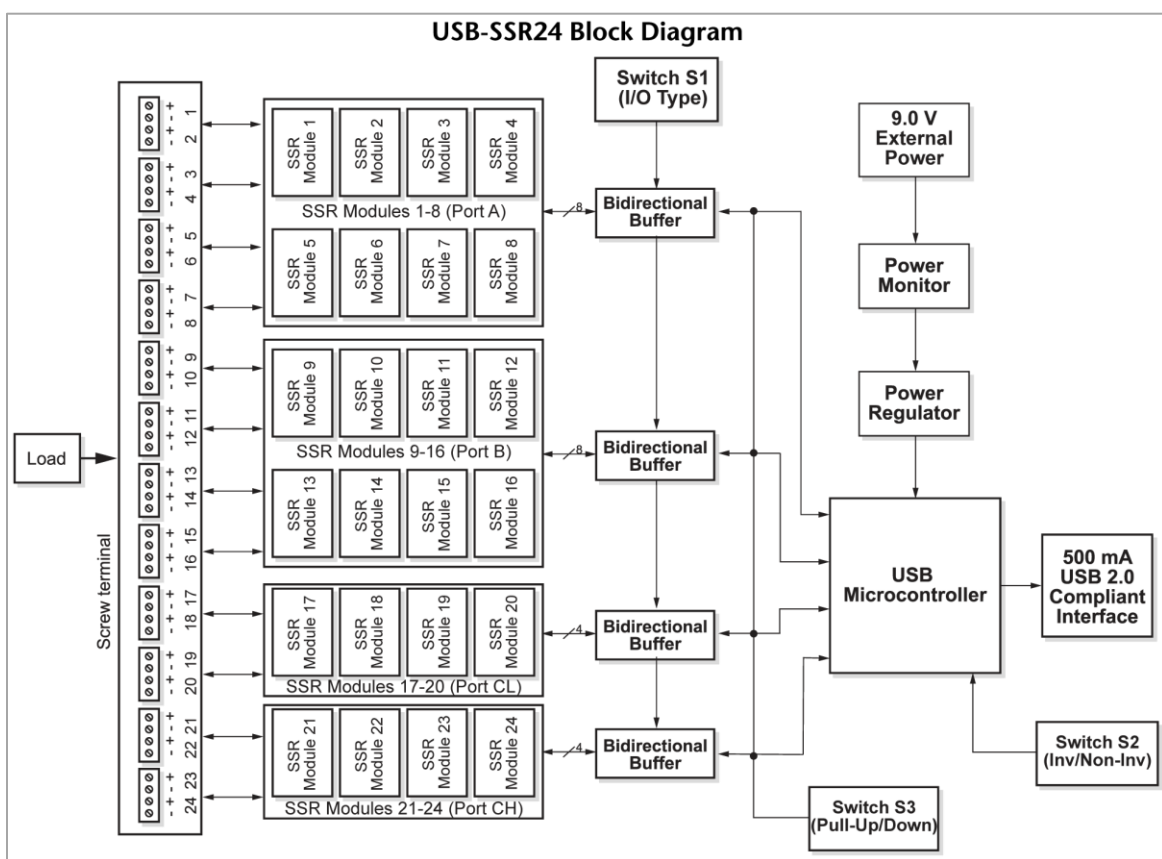 USB-SSR24 Block Diagram
Switch S1
(I/O Type)
9.0 V
External
Power
Power
Monitor
Power
Regulator
Load
Screw terminal
+
-
+
-
1
2
+
-
+
-
3
4
+
-
+
-
5
6
+
-
+
-
7
8
+
-
+
-
9
10
+
-
+
-
11
12
+
-
+
-
13
14
+
-
+
-
15
16
+
-
+
-
17
18
+
-
+
-
19
20
+
-
+
-
21
22
+
-
+
-
23
24
SSR
Module 1
SSR
Module 2
SSR
Module 3
SSR
Module 4
SSR Modules 1-8 (Port A)
SSR
Module 5
SSR
Module 6
SSR
Module 7
SSR
Module 8
8
Bidirectional
Buffer
SSR
Module 9
SSR
Module 10
SSR
Module 11
SSR
Module 12
SSR Modules 9-16 (Port B)
SSR
Module 13
SSR
Module 14
SSR
Module 15
SSR
Module 16
8
Bidirectional
Buffer
SSR
Module 17
SSR
Module 18
SSR
Module 19
SSR
Module 20
SSR Modules 17-20 (Port CL)
4
Bidirectional
Buffer
SSR
Module 21
SSR
Module 22
SSR
Module 23
SSR
Module 24
SSR Modules 21-24 (Port CH)
4
Bidirectional
Buffer
USB
Microcontroller
500 mA
USB 2.0
Compliant
Interface
Switch S2
(Inv/Non-Inv)
Switch S3
(Pull-Up/Down)